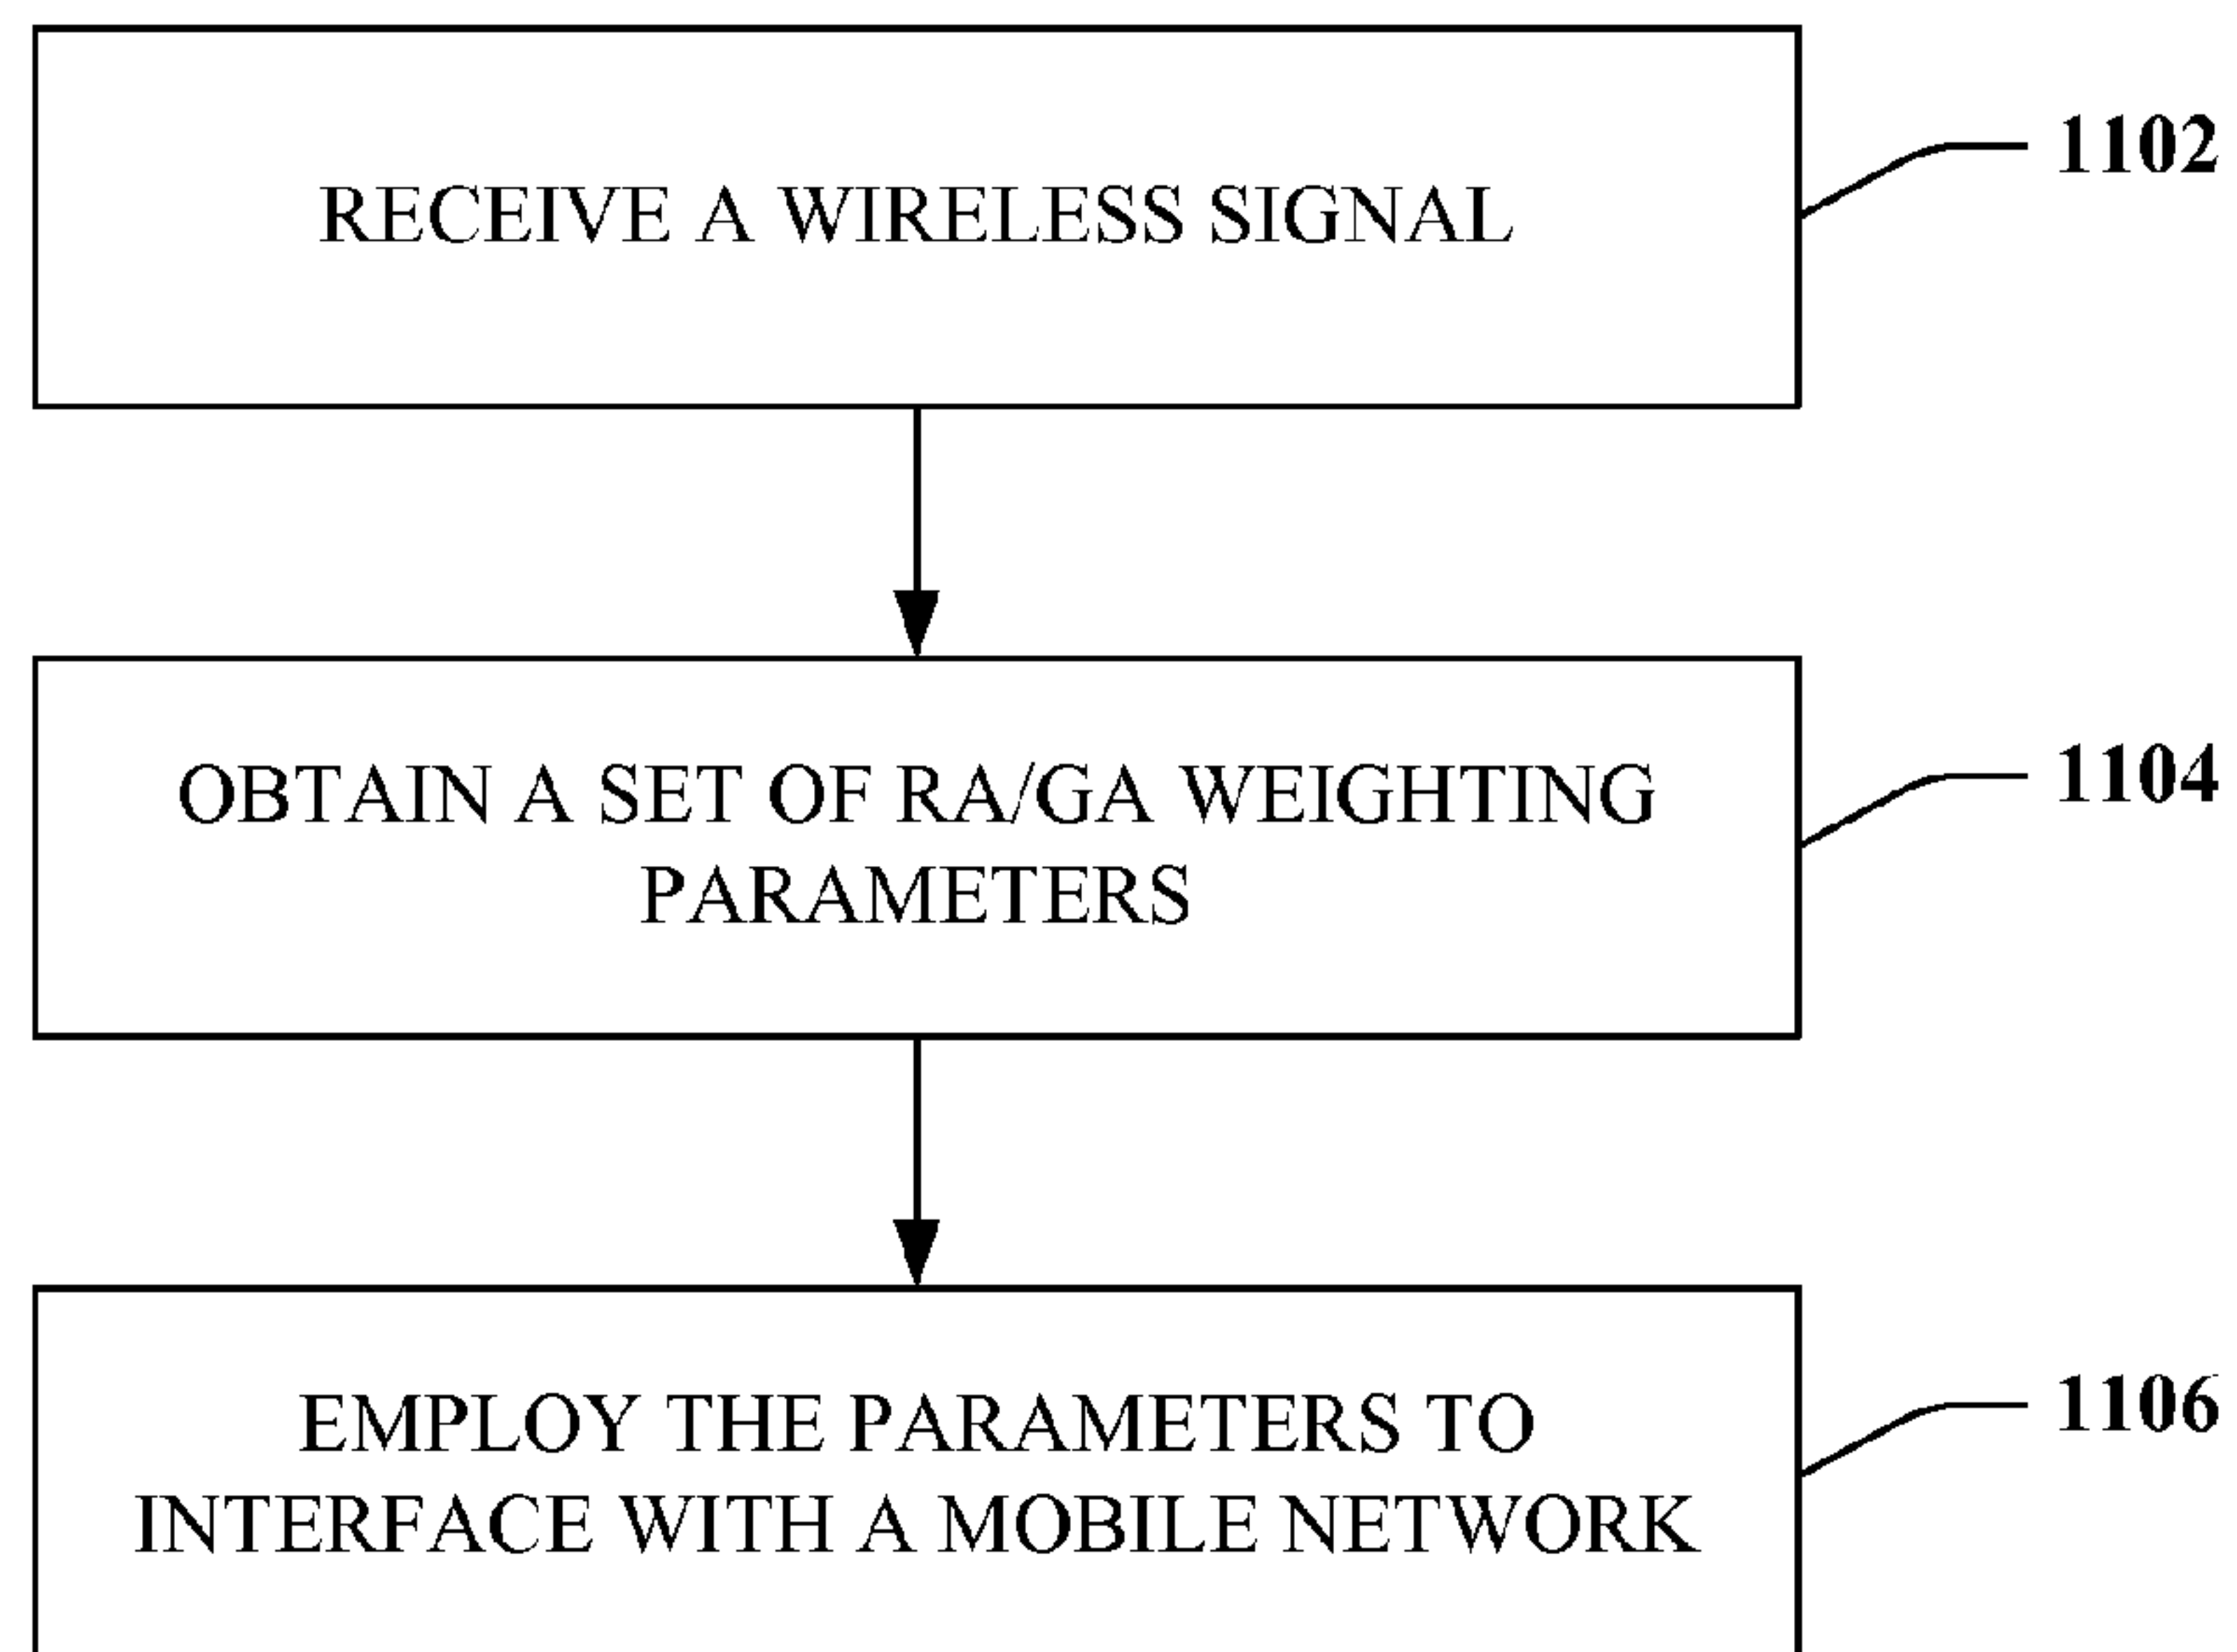 RECEIVE A WIRELESS SIGNAL
1102
OBTAIN A SET OF RA/GA WEIGHTING
PARAMETERS
1104
EMPLOY THE PARAMETERS TO
INTERFACE WITH A MOBILE NETWORK
1106